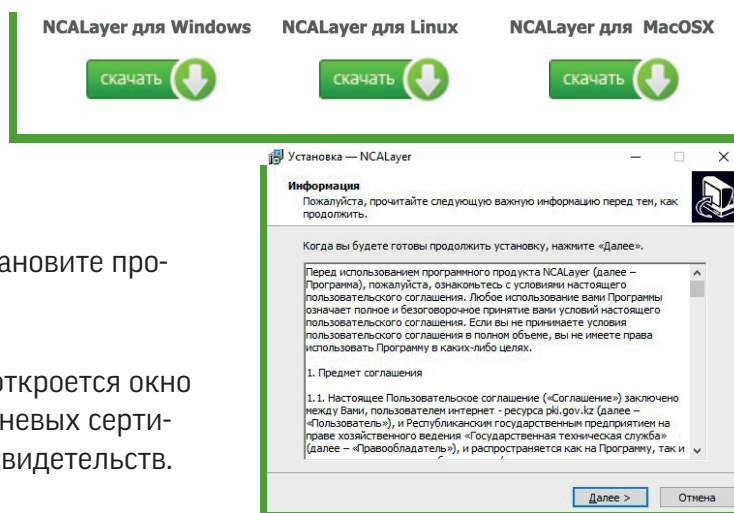 NCALayer для Windows
NCALayer для Linux
NCALayer для MacOSX
скачать
скачать
скачать
Установка — NCALayer
Информация
Пожалуйста, прочитайте следующую важную информацию перед тем, как
продолжить.
Когда вы будете готовы продолжить установку, нажмите «Далее».
Перед использованием программного продукта NCALayer (далее –
Программа), пожалуйста, ознакомьтесь с условиями настоящего
пользовательского соглашения. Любое использование вами Программы
означает полное и безоговорочное принятие вами условий настоящего
пользовательского соглашения. Если вы не принимаете условия
пользовательского соглашения в полном объеме, вы не имеете права
использовать Программу в каких-либо целях.
1. Предмет соглашения
1.1. Настоящее Пользовательское соглашение («Соглашение») заключено
между Вами, пользователем интернет - ресурса pki.gov.kz (далее –
«Пользователь»), и Республиканским государственным предприятием на
праве хозяйственного ведения «Государственная техническая служба»
(далее – «Правообладатель»), и распространяется как на Программу, так и
Далее >
Отмена
ановите про-
откроется окно
невых серти-
видетельств.